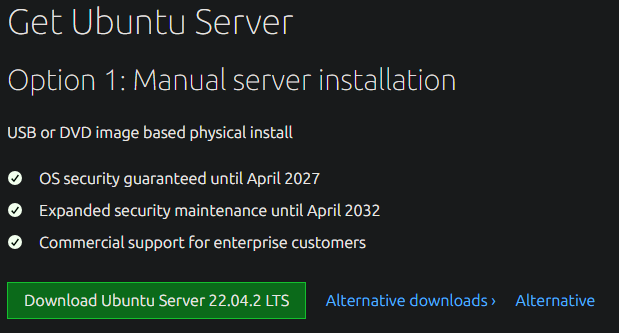 Get Ubuntu Server
Option 1: Manual server installation
USB or DVD image based physical install
OS security guaranteed until April 2027
Expanded security maintenance until April 2032
Commercial support for enterprise customers
Download Ubuntu Server 22.04.2 LTS Alternative downloads › Alternative